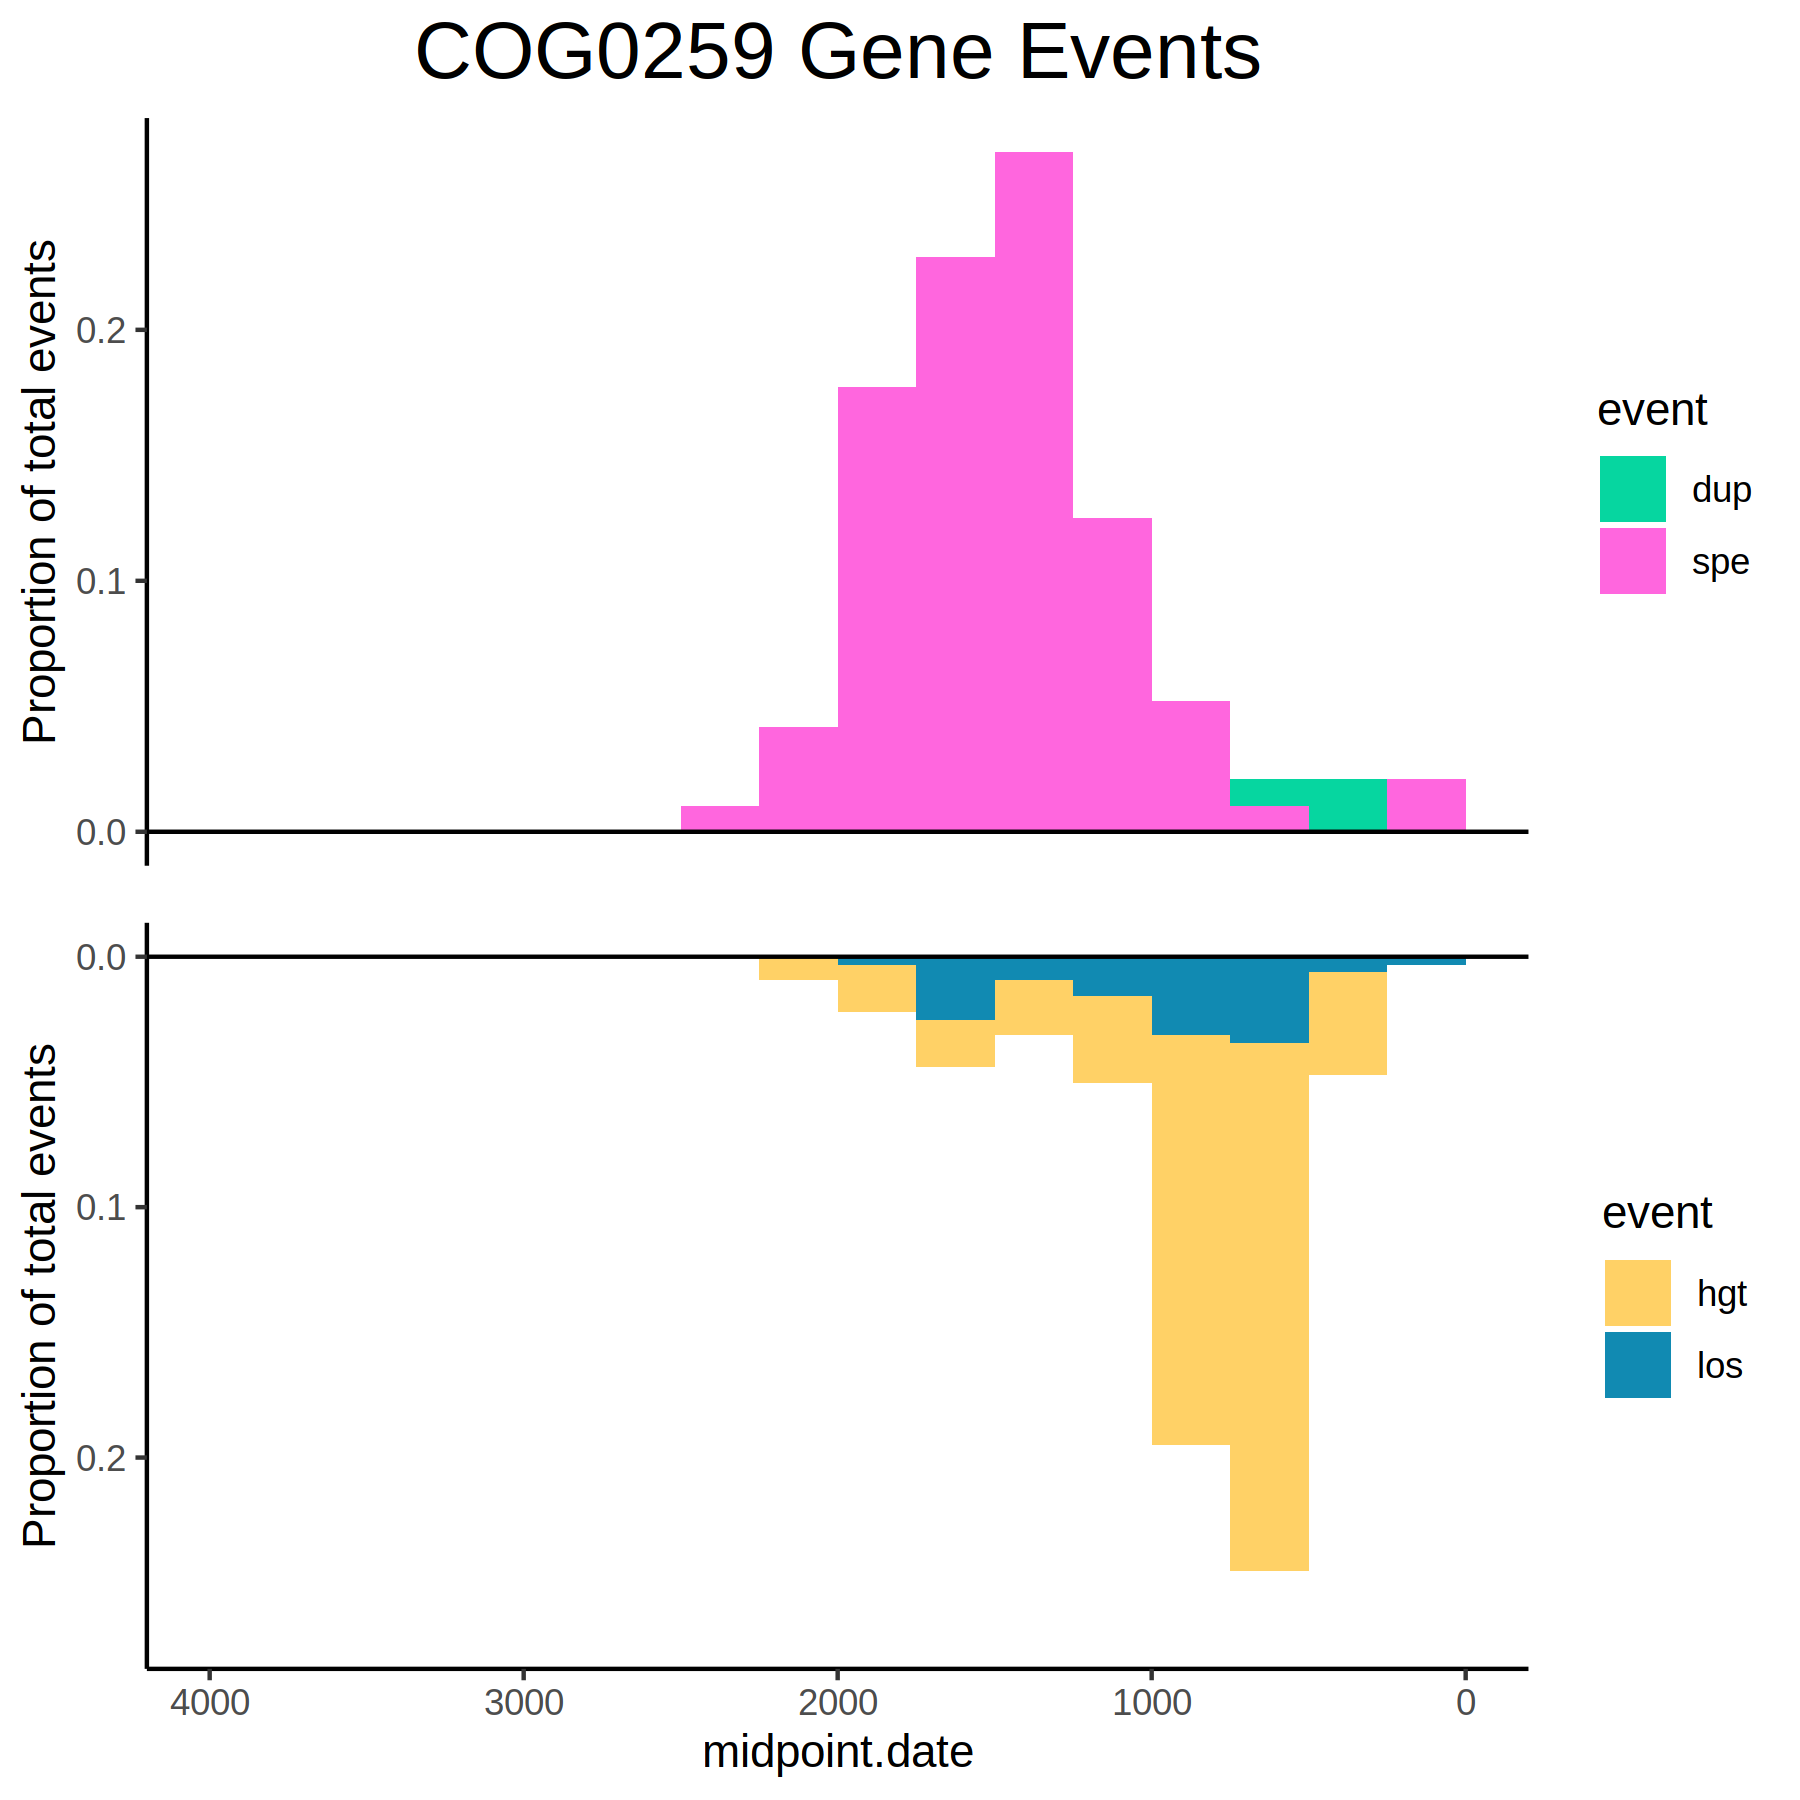 COG0259 Gene Events
Proportion of total events
0.2
0.1
0.0
event
dup
spe
Proportion of total events
0.0
0.1
0.2
event
hgt
los
4000 3000 2000 1000 0
midpoint.date